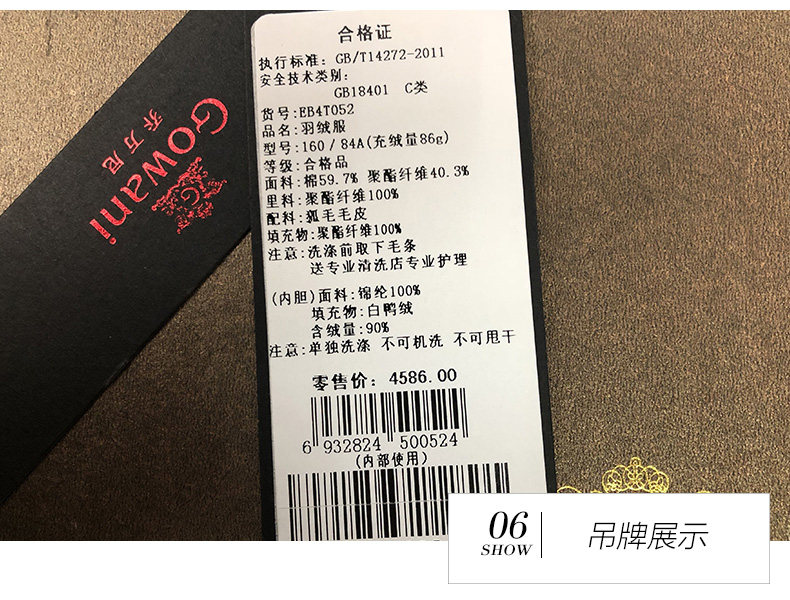 合格证
执行标准：GB/T14272-2011
安全技术类别：
GB18401 C类
货号:EB4T052
品名:羽绒服
型号:160/84A(充绒量86g)
等级:合格品
面料:棉59.7% 聚酯纤维40.3%
里料:聚酯纤维100%
配料:狐毛毛皮
填充物:聚酯纤维100%
注意:洗涤前取下毛条
送专业清洗店专业护理
(内胆)面料:锦纶100%
填充物:白鸭绒
含绒量:90%
注意:单独洗涤 不可机洗 不可甩干
零售价：4586.00
6 932824 500524
(内部使用)
Gowani
乔万尼
G
06
SHOW
吊牌展示